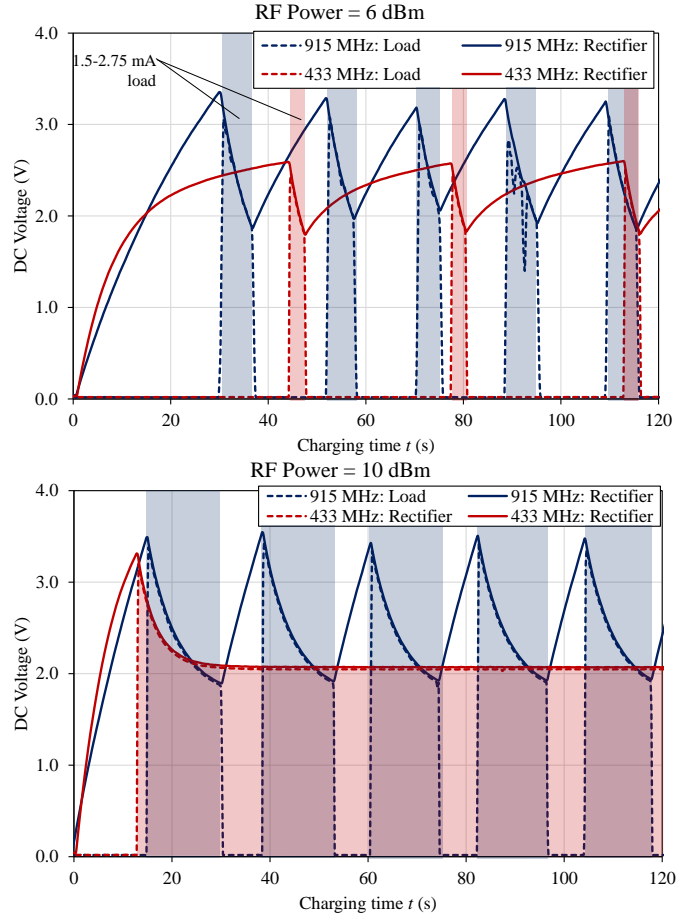 RF Power = 6 dBm
4.0
3.0
2.0
1.0
0.0
DC Voltage (V)
915 MHz: Load
915 MHz: Rectifier
433 MHz: Load
433 MHz: Rectifier
1.5-2.75 mA
load
0 20 40 60 80 100 120
Charging time t (s)
RF Power = 10 dBm
4.0
3.0
2.0
1.0
0.0
DC Voltage (V)
915 MHz: Load
915 MHz: Rectifier
433 MHz: Rectifier
433 MHz: Rectifier
0 20 40 60 80 100 120
Charging time t (s)